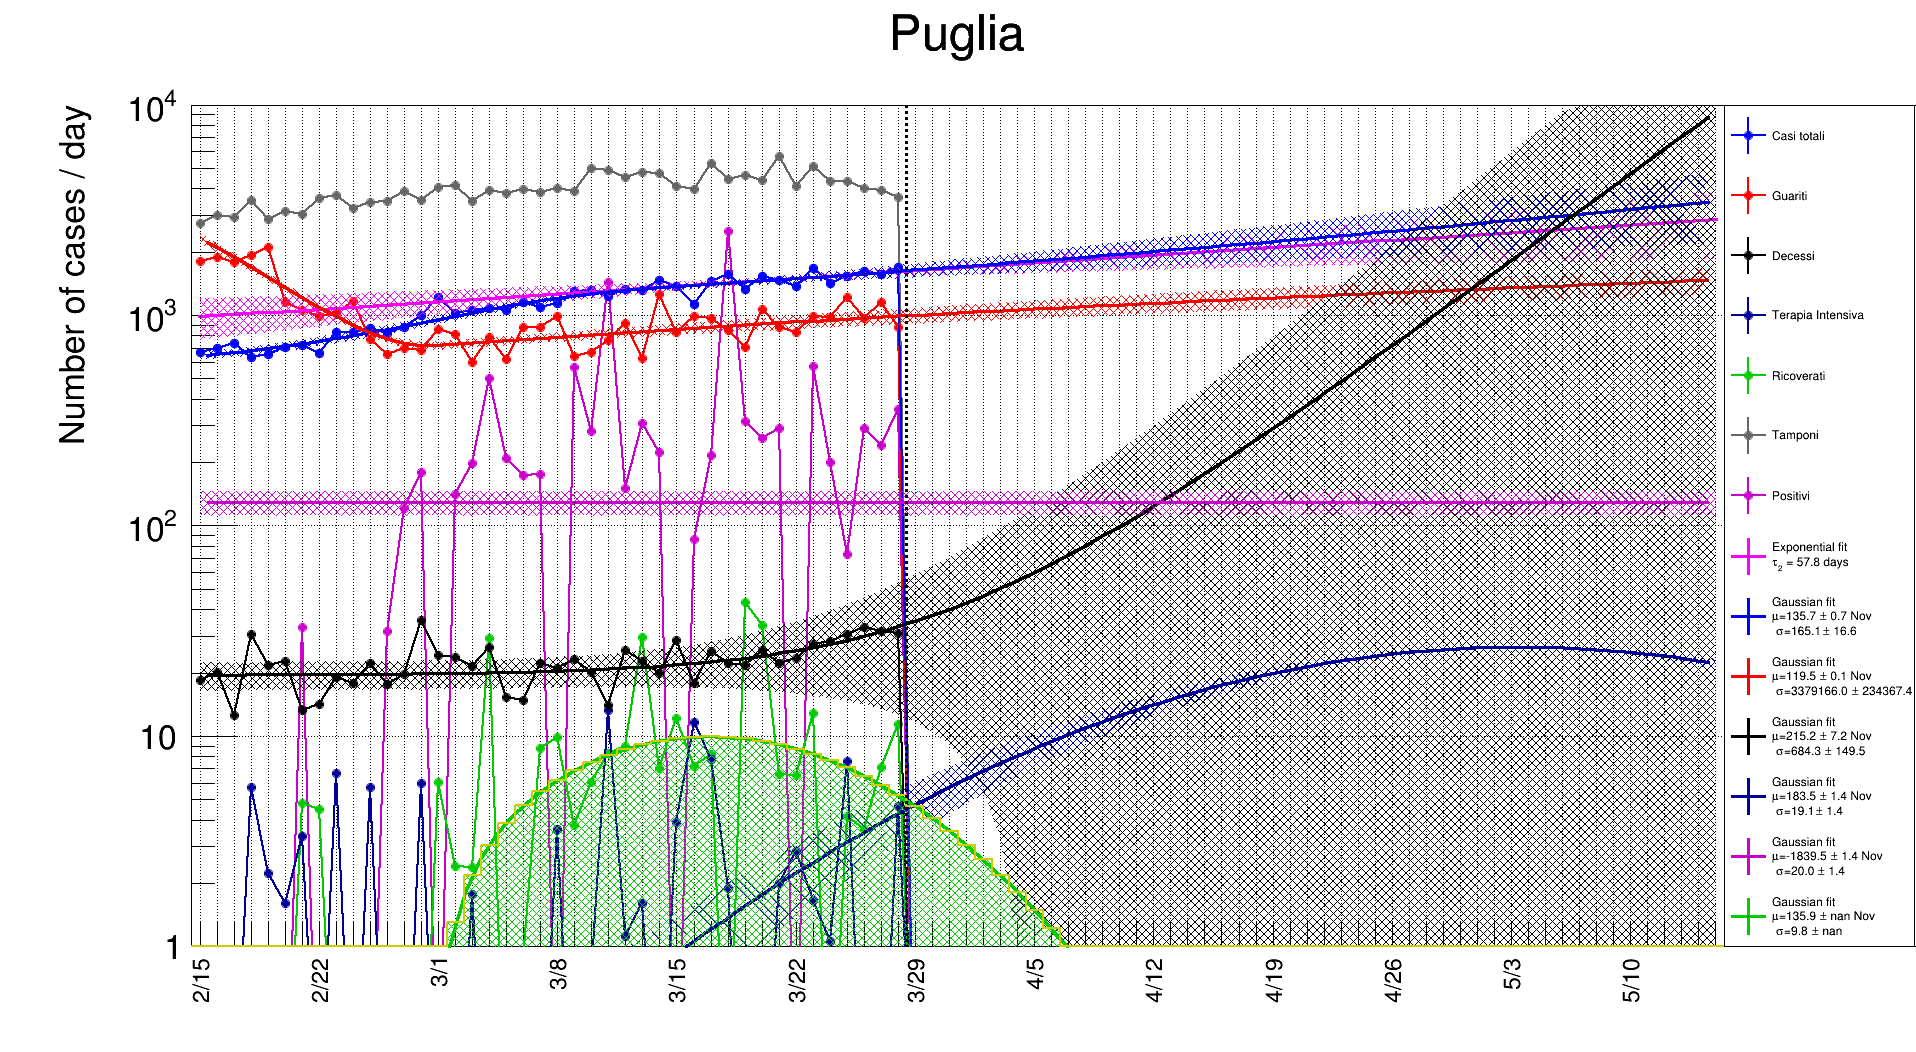 Puglia
Number of cases / day
10^4
10^3
10^2
10
1
2/15
2/22
3/1
3/8
3/15
3/22
3/29
4/5
4/12
4/19
4/26
5/3
5/10
Casi totali
Guariti
Decessi
Terapia Intensiva
Ricoverati
Tamponi
Positivi
Exponential fit
τ_2 = 57.8 days
Gaussian fit
μ=135.7 ± 0.7 Nov
σ=165.1 ± 16.6
Gaussian fit
μ=119.5 ± 0.1 Nov
σ=3379166.0 ± 234367.4
Gaussian fit
μ=215.2 ± 7.2 Nov
σ=684.3 ± 149.5
Gaussian fit
μ=183.5 ± 1.4 Nov
σ=19.1 ± 1.4
Gaussian fit
μ=-1839.5 ± 1.4 Nov
σ=20.0 ± 1.4
Gaussian fit
μ=135.9 ± nan Nov
σ=9.8 ± nan